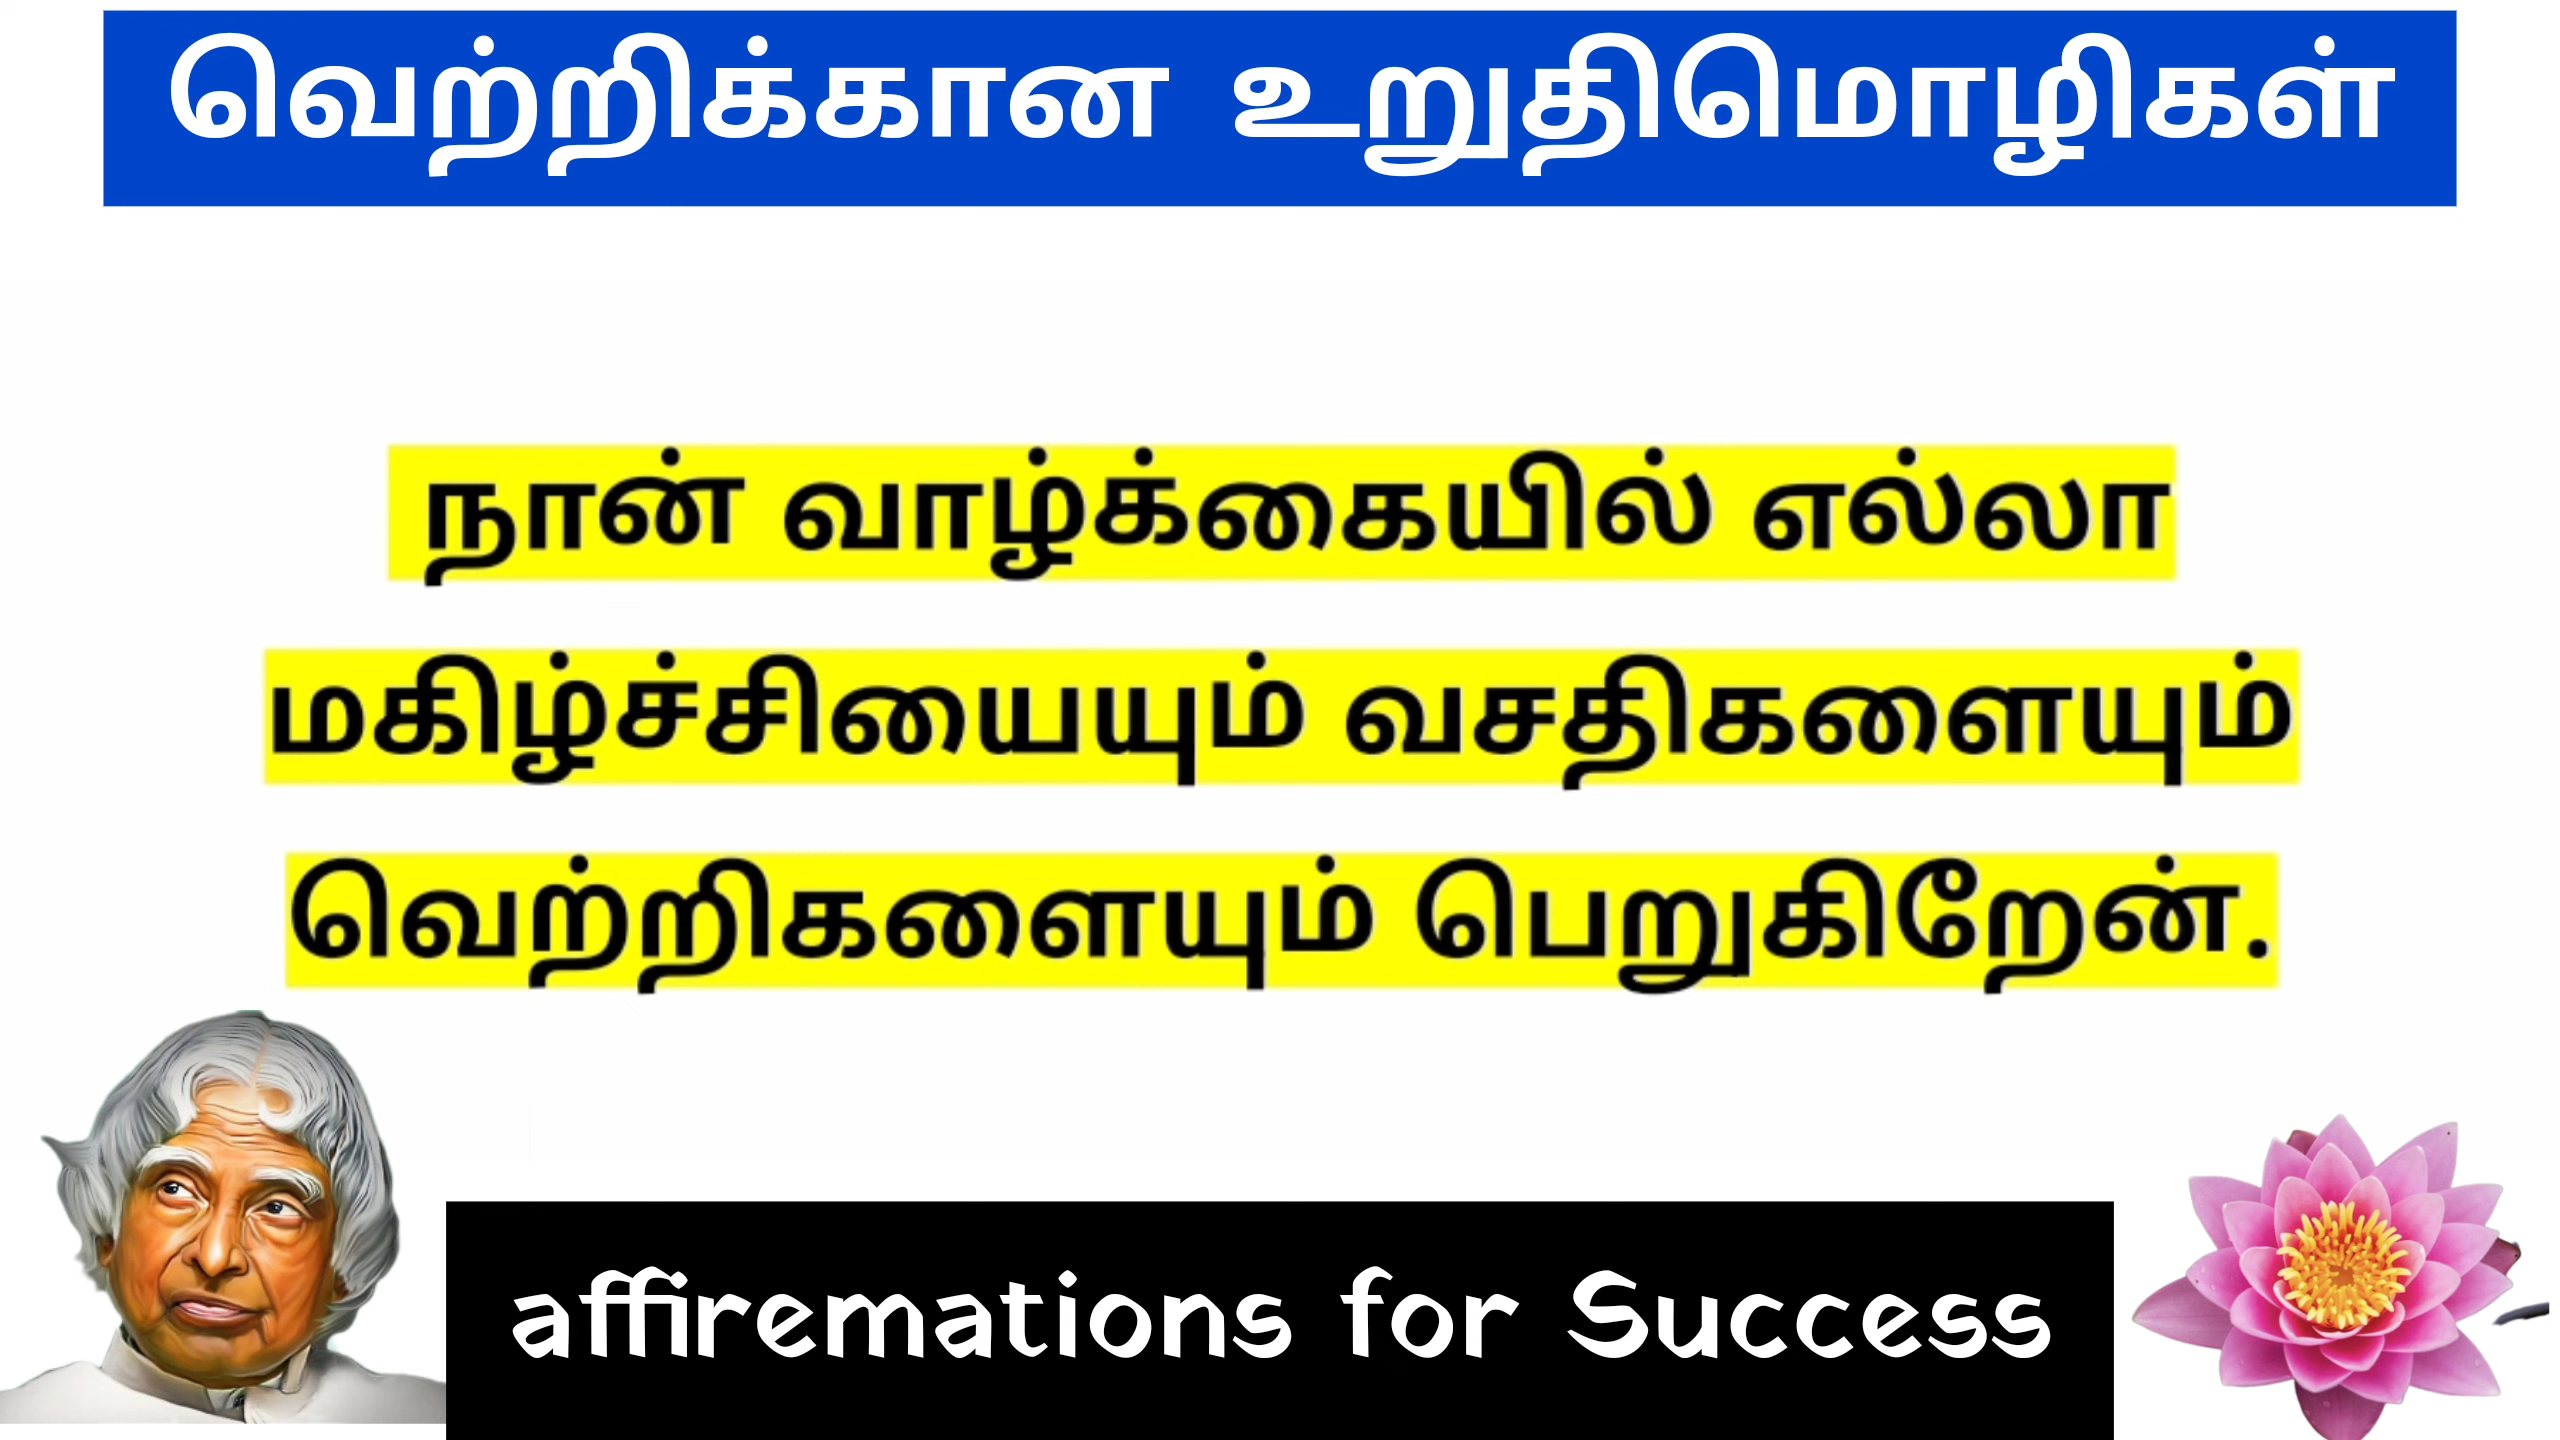 வெற்றிக்கான உறுதிமொழிகள்
நான் வாழ்க்கையில் எல்லா
மகிழ்ச்சியையும் வசதிகளையும்
வெற்றிகளையும் பெறுகிறேன்.
affiremations for Success